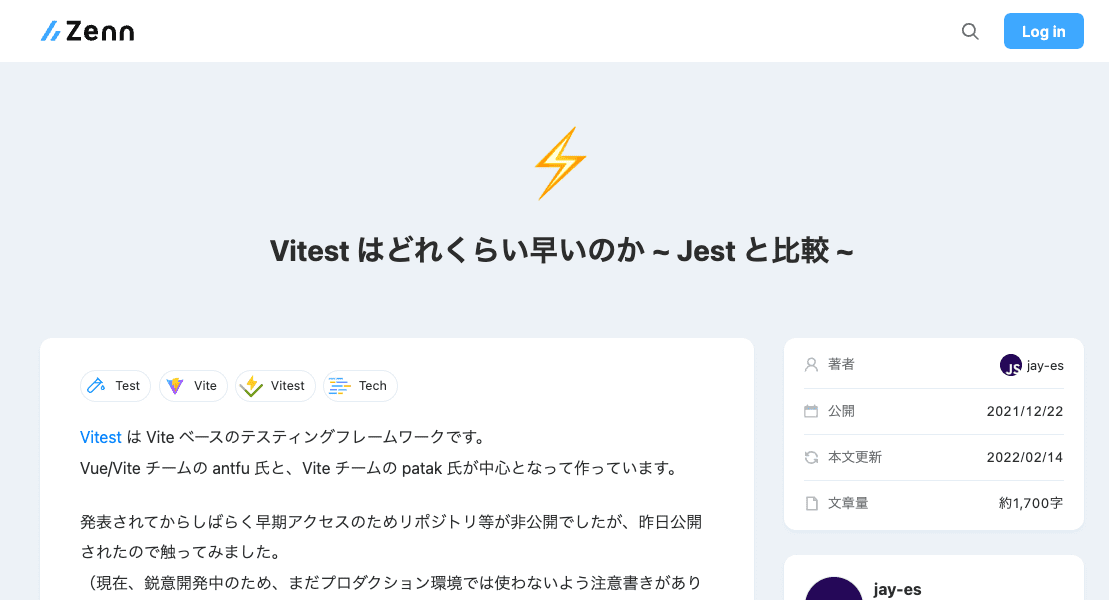 Zenn
Log in
Vitest はどれくらい早いのか ~ Jest と比較 ~
Test
Vite
Vitest
Tech
Vitest は Vite ベースのテスティングフレームワークです。
Vue/Vite チームの antfu 氏と、Vite チームの patak 氏が中心となって作っています。
発表されてからしばらく早期アクセスのためリポジトリ等が非公開でしたが、昨日公開
されたので触ってみました。
（現在、鋭意開発中のため、まだプロダクション環境では使わないよう注意書きがあり
著者
JS
jay-es
公開
2021/12/22
本文更新
2022/02/14
文章量
約1,700字
jay-es